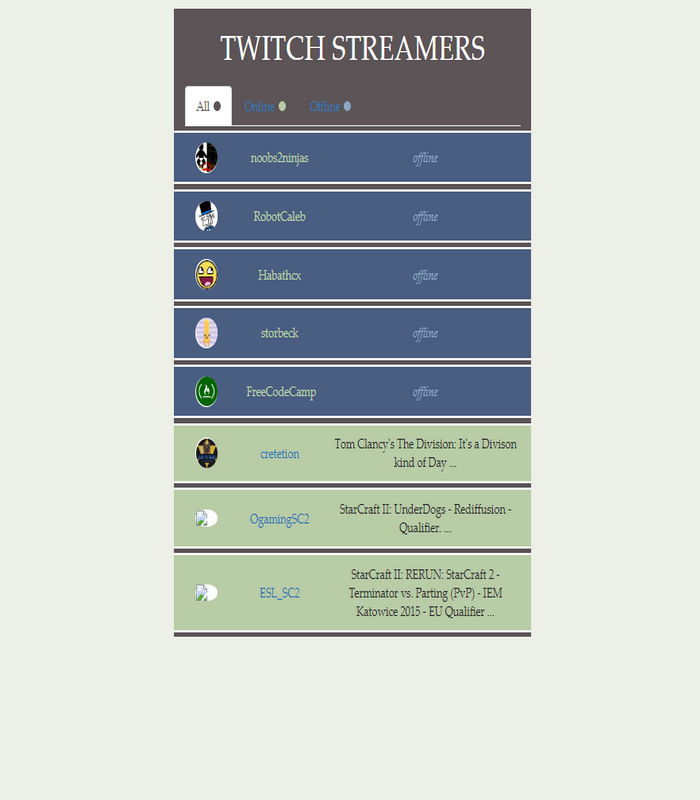 TWITCH STREAMERS
All Online Offline
noobs2ninjas offline
RobotCaleb offline
Habathcx offline
storbeck offline
FreeCodeCamp offline
cretetion Tom Clancy's The Division: It's a Divison
kind of Day ...
OgamingSC2 StarCraft II: UnderDogs - Rediffusion -
Qualifier. ...
ESL_SC2 StarCraft II: RERUN: StarCraft 2 -
Terminator vs. Parting (PvP) - IEM
Katowice 2015 - EU Qualifier ...